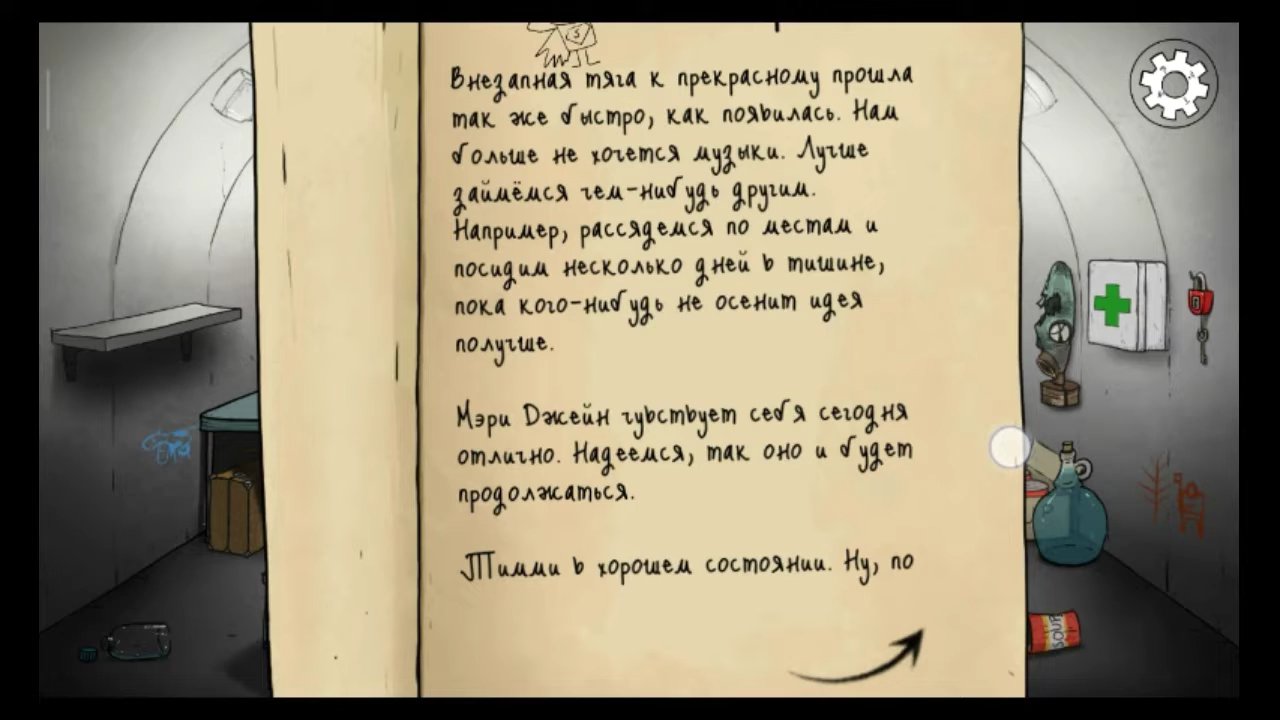 Внезапная тяга к прекрасному прошла
так же быстро, как появилась. Нам
больше не хочется музыки. Лучше
займёмся чем-нибудь другим.
Например, рассядемся по местам и
посидим несколько дней в тишине,
пока кого-нибудь не осенит идея
получше.
Мэри Джейн чувствует себя сегодня
отлично. Надеемся, так оно и будет
продолжаться.
Тимми в хорошем состоянии. Ну, по
SOUP